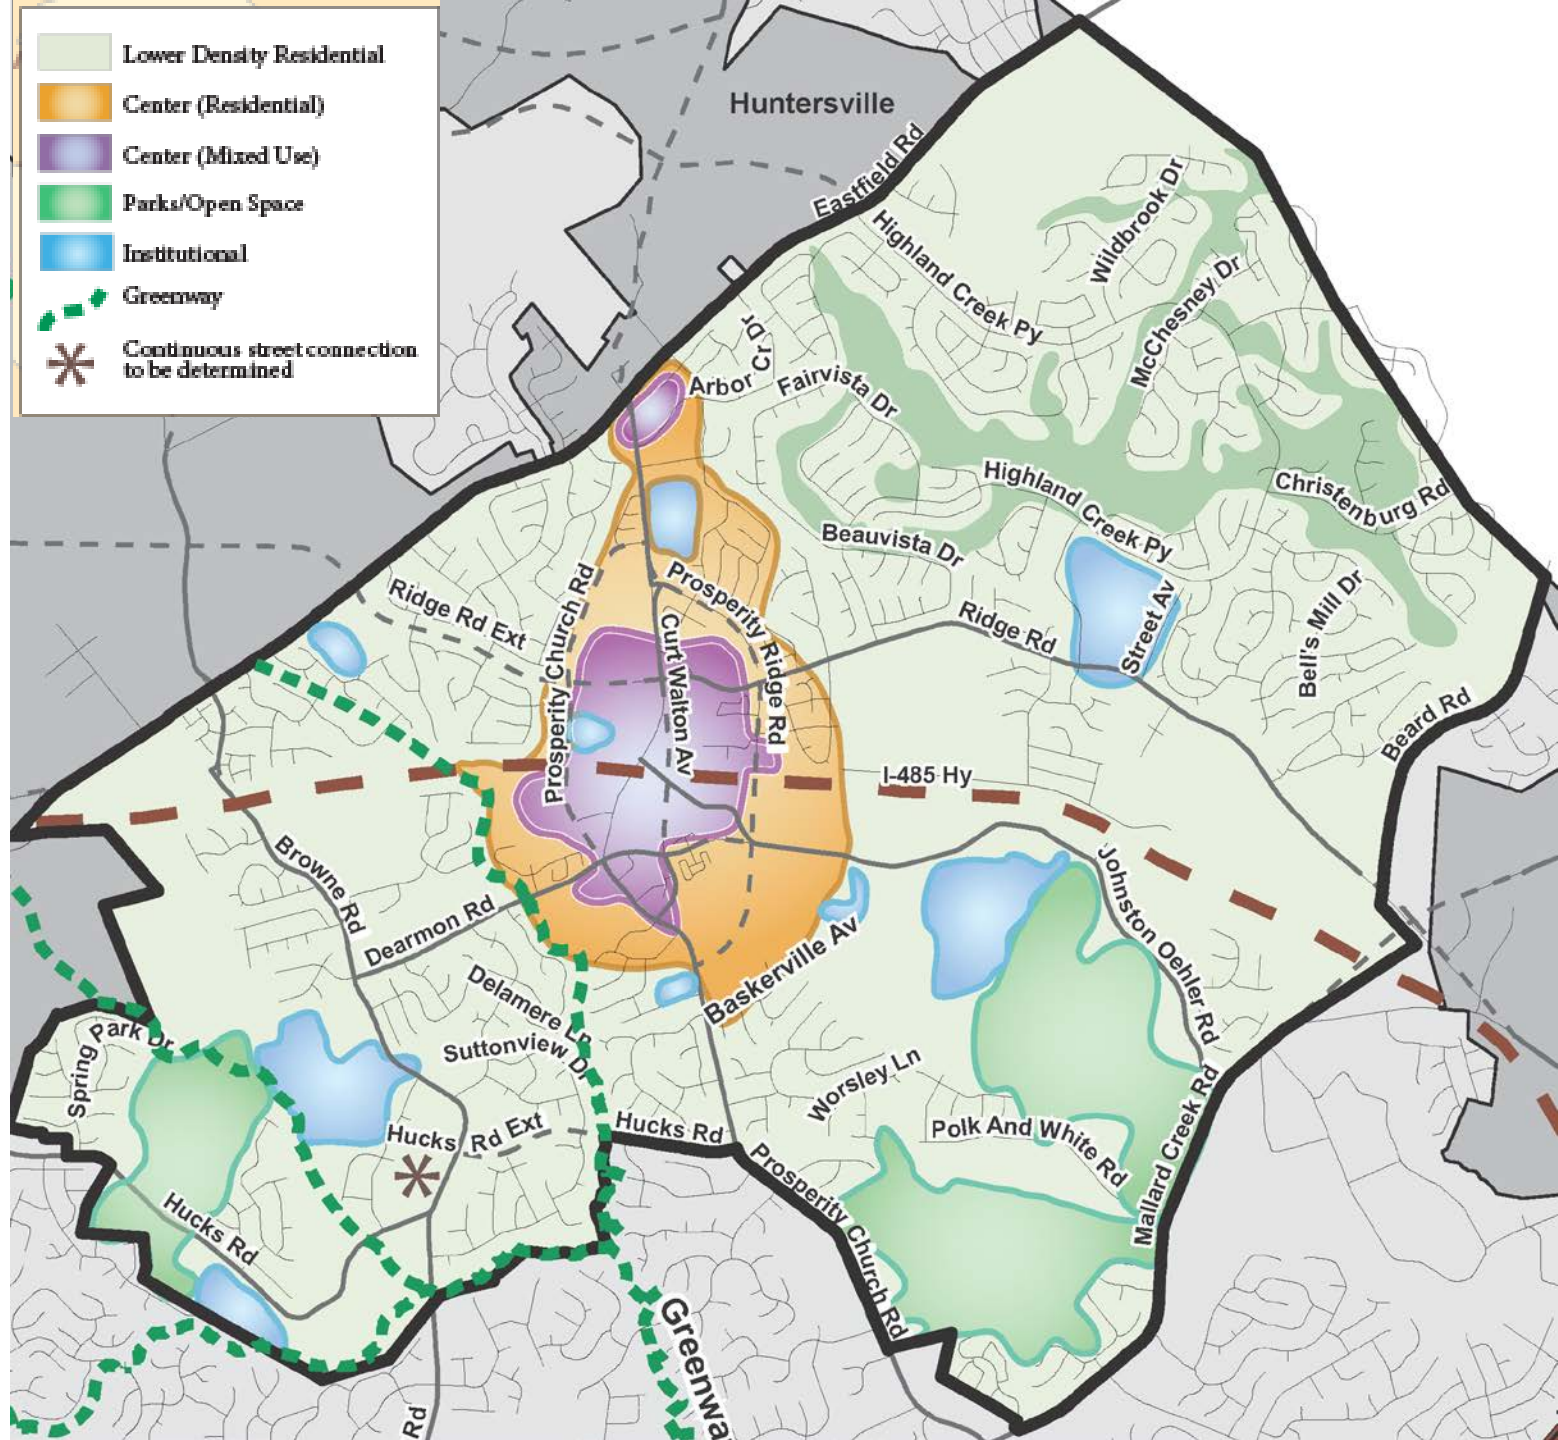 Lower Density Residential
Center (Residential)
Center (Mixed Use)
Parks/Open Space
Institutional
Greenway
Continuous street connection
to be determined
Huntersville
Eastfield Rd
Highland Creek Py
Wildbrook Dr
McChesney Dr
Arbor Cr Dr
Fairvista Dr
Highland Creek Py
Christenburg Rd
Beauvista Dr
Prosperity Church Rd
Ridge Rd Ext
Prosperity Ridge Rd
Curt Walton Av
Ridge Rd
Street Av
Bell's Mill Dr
Beard Rd
I-485 Hy
Browne Rd
Dearmon Rd
Johnston Oehler Rd
Baskerville Av
Delamere Ln
Suttonview Dr
Spring Park Dr
Worsley Ln
Hucks Rd Ext
Hucks Rd
Polk And White Rd
Mallard Creek Rd
Prosperity Church Rd
Hucks Rd
Greenwa
Rd